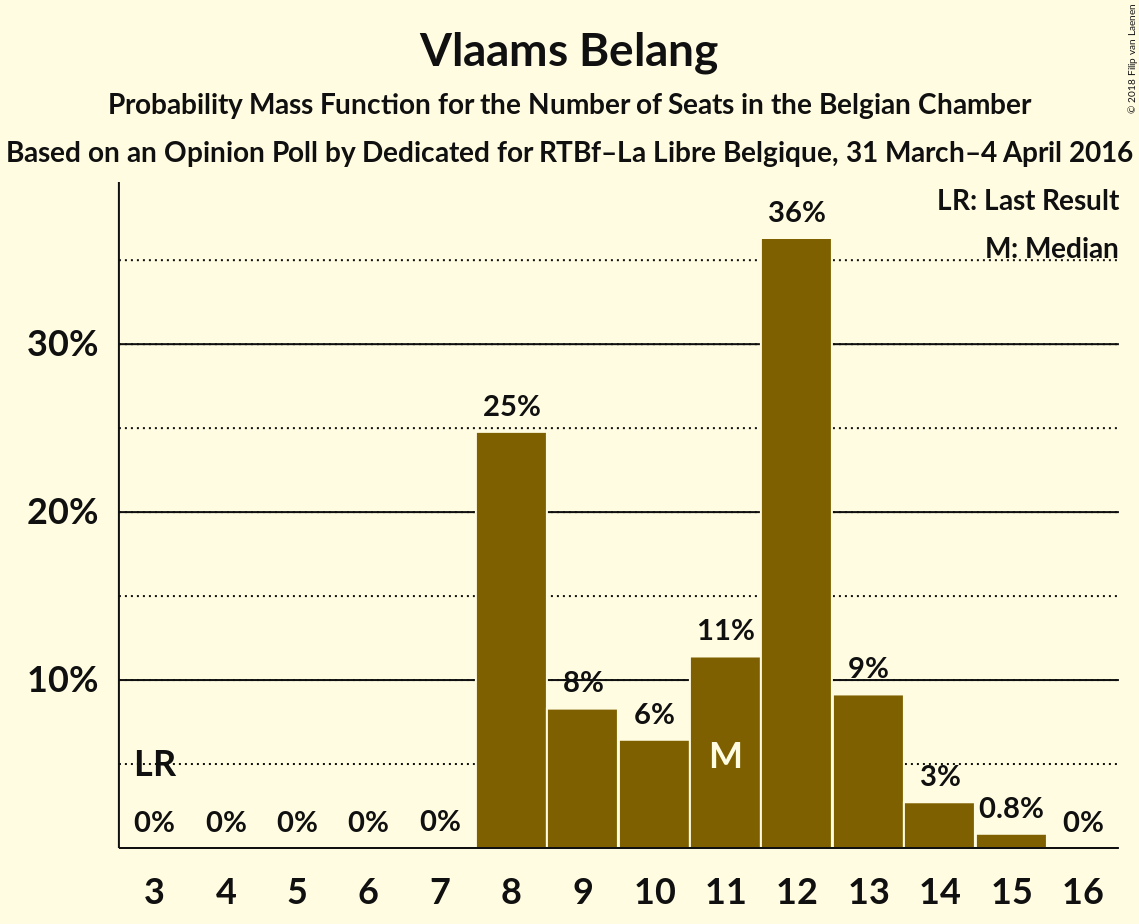 Vlaams Belang
Probability Mass Function for the Number of Seats in the Belgian Chamber
Based on an Opinion Poll by Dedicated for RTBf–La Libre Belgique, 31 March–4 April 2016
© 2018 Filip van Laenen
LR: Last Result
M: Median
36%
30%
25%
20%
11%
10%
8%
9%
6%
LR
M
3%
0%
0%
0%
0%
0%
0.8%
0%
3 4 5 6 7 8 9 10 11 12 13 14 15 16